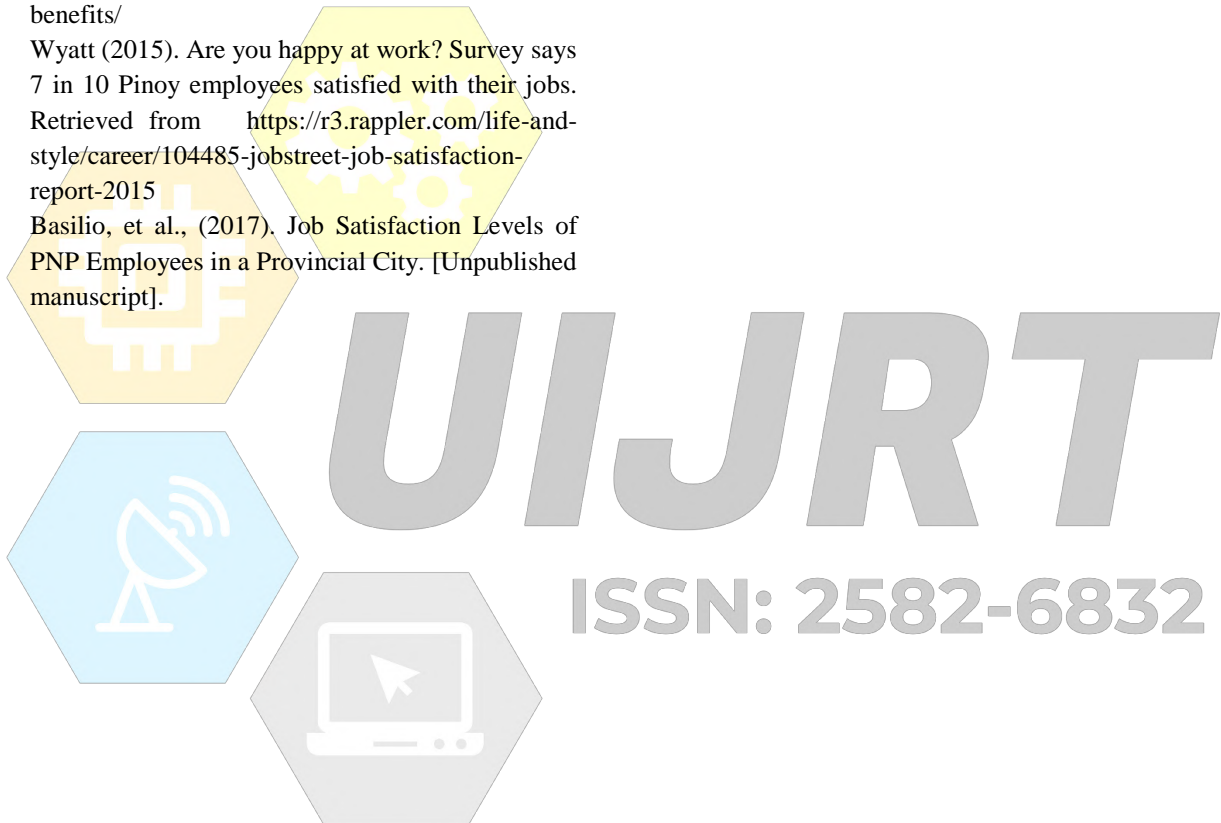 benefits/
Wyatt (2015). Are you happy at work? Survey says
7 in 10 Pinoy employees satisfied with their jobs.
Retrieved from https://r3.rappler.com/life-and-
style/career/104485-jobstreet-job-satisfaction-
report-2015
Basilio, et al., (2017). Job Satisfaction Levels of
PNP Employees in a Provincial City. [Unpublished
manuscript].
UIJRT
ISSN: 2582-6832